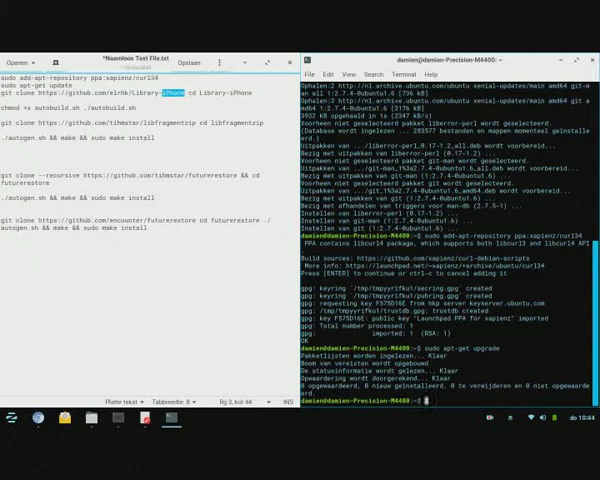 Openen
*Naamloos Text File.txt
~/Bureaublad
Opslaan
sudo add-apt-repository ppa:xapienz/curl34
sudo apt-get update
git clone https://github.com/elrhk/Library-iPhone cd Library-iPhone
chmod +x autobuild.sh ./autobuild.sh
git clone https://github.com/tihmstar/libfragmentzip cd libfragmentzip
./autogen.sh && make && sudo make install
git clone --recursive https://github.com/tihmstar/futurerestore && cd
futurerestore
./autogen.sh && make && sudo make install
git clone https://github.com/encounter/futurerestore cd futurerestore ./
autogen.sh && make && sudo make install
Platte tekst
Tabbreedte: 8
Rg 3, kol 44
INS
damien@damien-Precision-M4400: ~
File Edit View Search Terminal Help
Ophalen:2 http://nl.archive.ubuntu.com/ubuntu xenial-updates/main amd64 git-m
an all 1:2.7.4-0ubuntu1.6 [736 kB]
Ophalen:3 http://nl.archive.ubuntu.com/ubuntu xenial-updates/main amd64 git a
md64 1:2.7.4-0ubuntu1.6
3932 kB opgehaald in 1s (2347 kB/s)
Voorheen niet geselecteerd pakket liberror-perl wordt geselecteerd.
(Database wordt ingelezen ... 283577 bestanden en mappen momenteel geïnstalle
erd.)
Uitpakken van .../liberror-perl_0.17-1.2_all.deb wordt voorbereid...
Bezig met uitpakken van liberror-perl (0.17-1.2) ...
Voorheen niet geselecteerd pakket git-man wordt geselecteerd.
Uitpakken van .../git-man_1%3a2.7.4-0ubuntu1.6_all.deb wordt voorbereid...
Bezig met uitpakken van git-man (1:2.7.4-0ubuntu1.6) ...
Voorheen niet geselecteerd pakket git wordt geselecteerd.
Uitpakken van .../git_1%3a2.7.4-0ubuntu1.6_amd64.deb wordt voorbereid...
Bezig met uitpakken van git (1:2.7.4-0ubuntu1.6) ...
Bezig met afhandelen van triggers voor man-db (2.7.5-1) ...
Instellen van liberror-perl (0.17-1.2) ...
Instellen van git-man (1:2.7.4-0ubuntu1.6) ...
Instellen van git (1:2.7.4-0ubuntu1.6) ...
damien@damien-Precision-M4400:~$ sudo add-apt-repository ppa:xapienz/curl34
PPA contains libcurl4 package, which supports both libcurl3 and libcurl4 API
Build sources: https://github.com/xapienz/curl-debian-scripts
More info: https://launchpad.net/~xapienz/+archive/ubuntu/curl34
Press [ENTER] to continue or ctrl-c to cancel adding it
gpg: keyring `/tmp/tmpyyrifku1/secring.gpg' created
gpg: keyring `/tmp/tmpyyrifku1/pubring.gpg' created
gpg: requesting key F575D16E from hkp server keyserver.ubuntu.com
gpg: /tmp/tmpyyrifku1/trustdb.gpg: trustdb created
gpg: key F575D16E: public key "Launchpad PPA for xapienz" imported
gpg: Total number processed: 1
gpg: imported: 1 (RSA: 1)
OK
damien@damien-Precision-M4400:~$ sudo apt-get upgrade
Pakketlijsten worden ingelezen... Klaar
Boom van vereisten wordt opgebouwd
De statusinformatie wordt gelezen... Klaar
Opwaardering wordt doorgerekend... Klaar
0 opgewaardeerd, 0 nieuw geïnstalleerd, 0 te verwijderen en 0 niet opgewaarde
erd.
damien@damien-Precision-M4400:~$
do 10:44